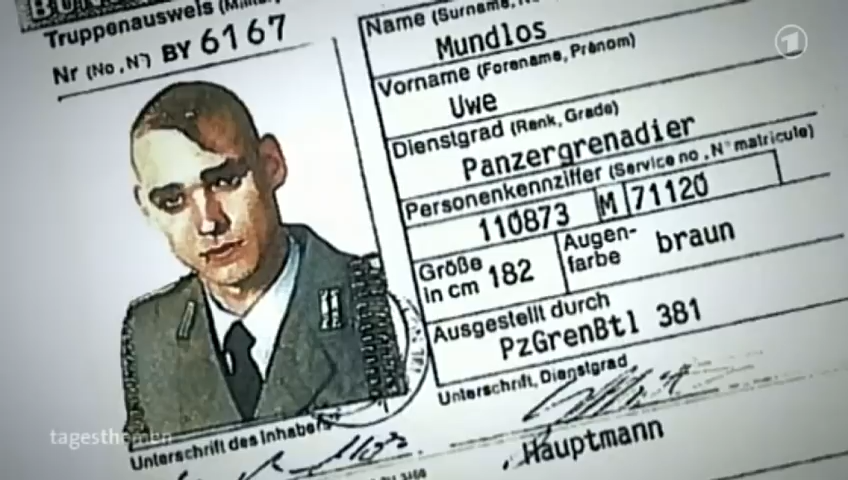 Truppenausweis
Nr (No, N°) BY 6167
Name (Surname,
Mundlos
Vorname (Forename, Prénom)
Uwe
Dienstgrad (Rank, Grade)
Panzergrenadier
Personenkennziffer (Service no, N° matricule)
110873 M 71120
Größe
in cm 182
Augen-
farbe braun
Ausgestellt durch
PzGrenBtl 381
Unterschrift, Dienstgrad
Hauptmann
Unterschrift des Inhabers
tagesthemen
1